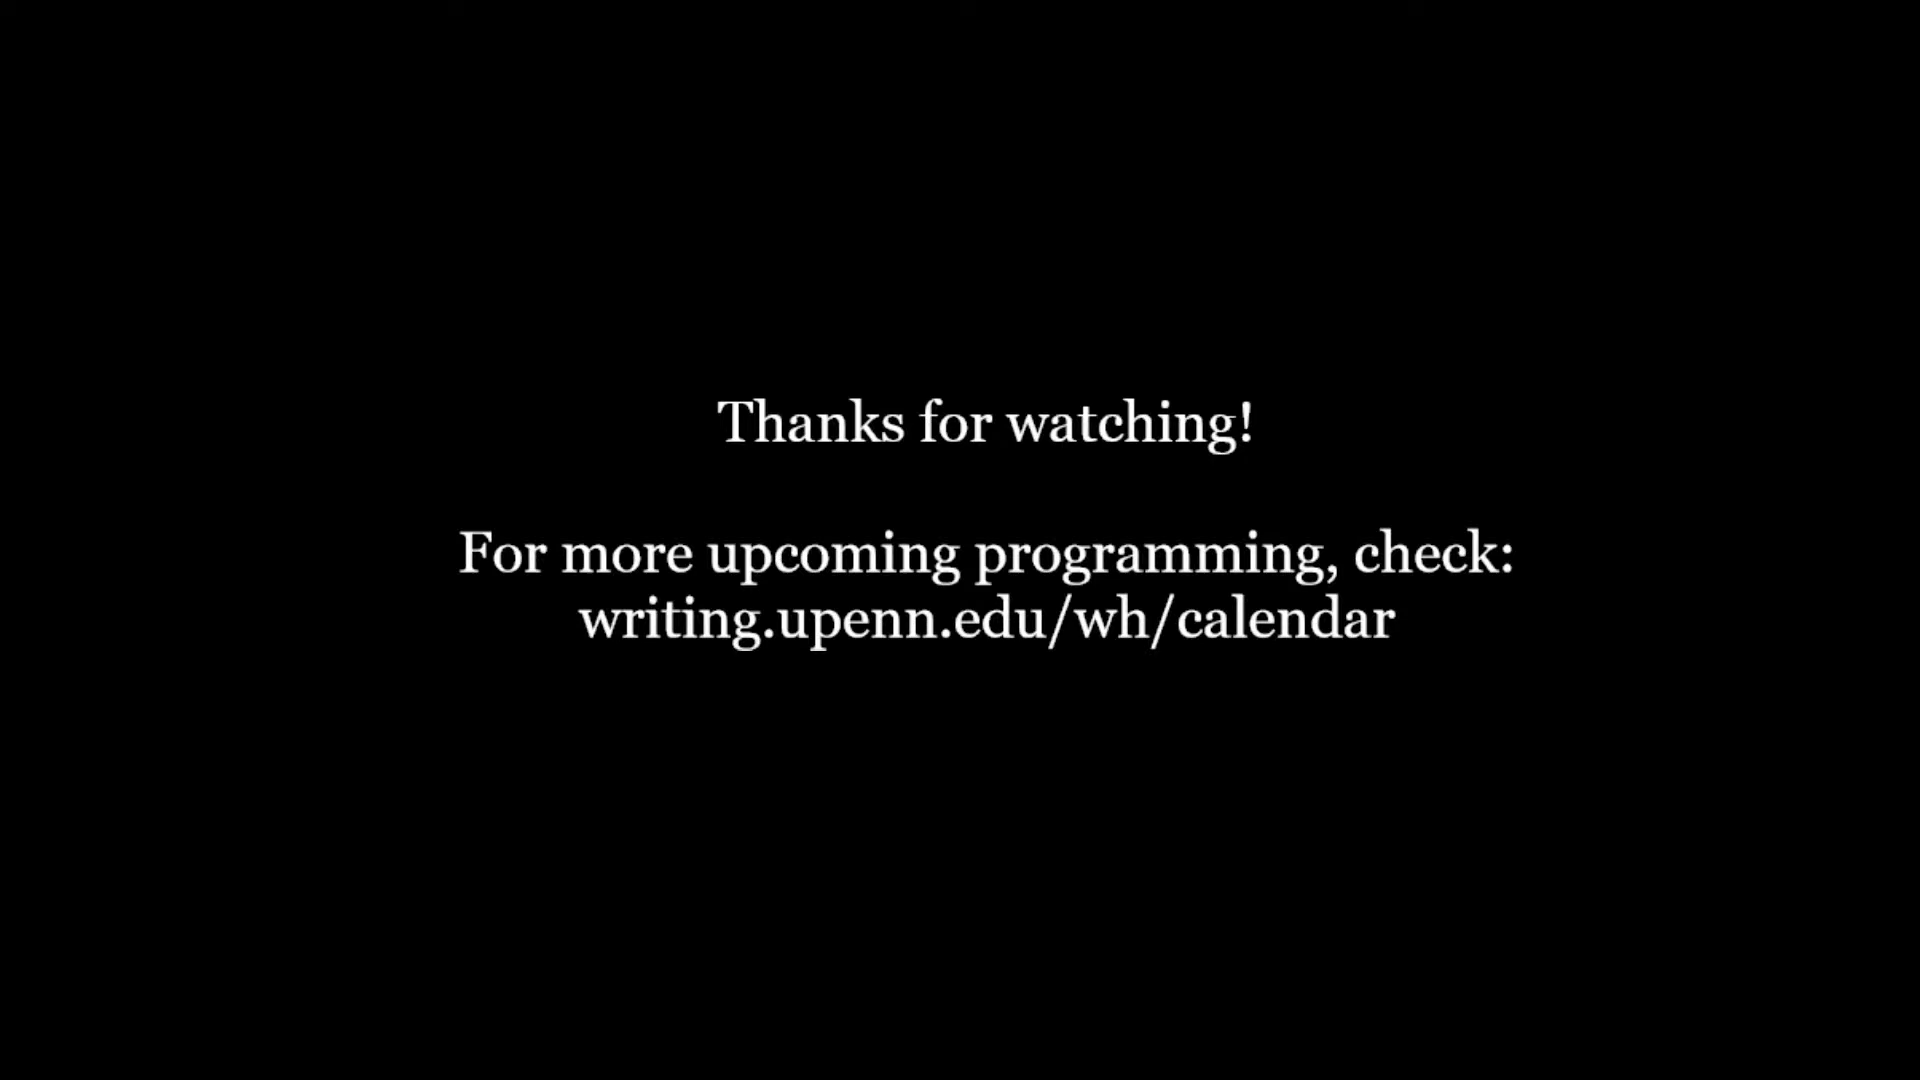 Thanks for watching!
For more upcoming programming, check:
writing.upenn.edu/wh/calendar